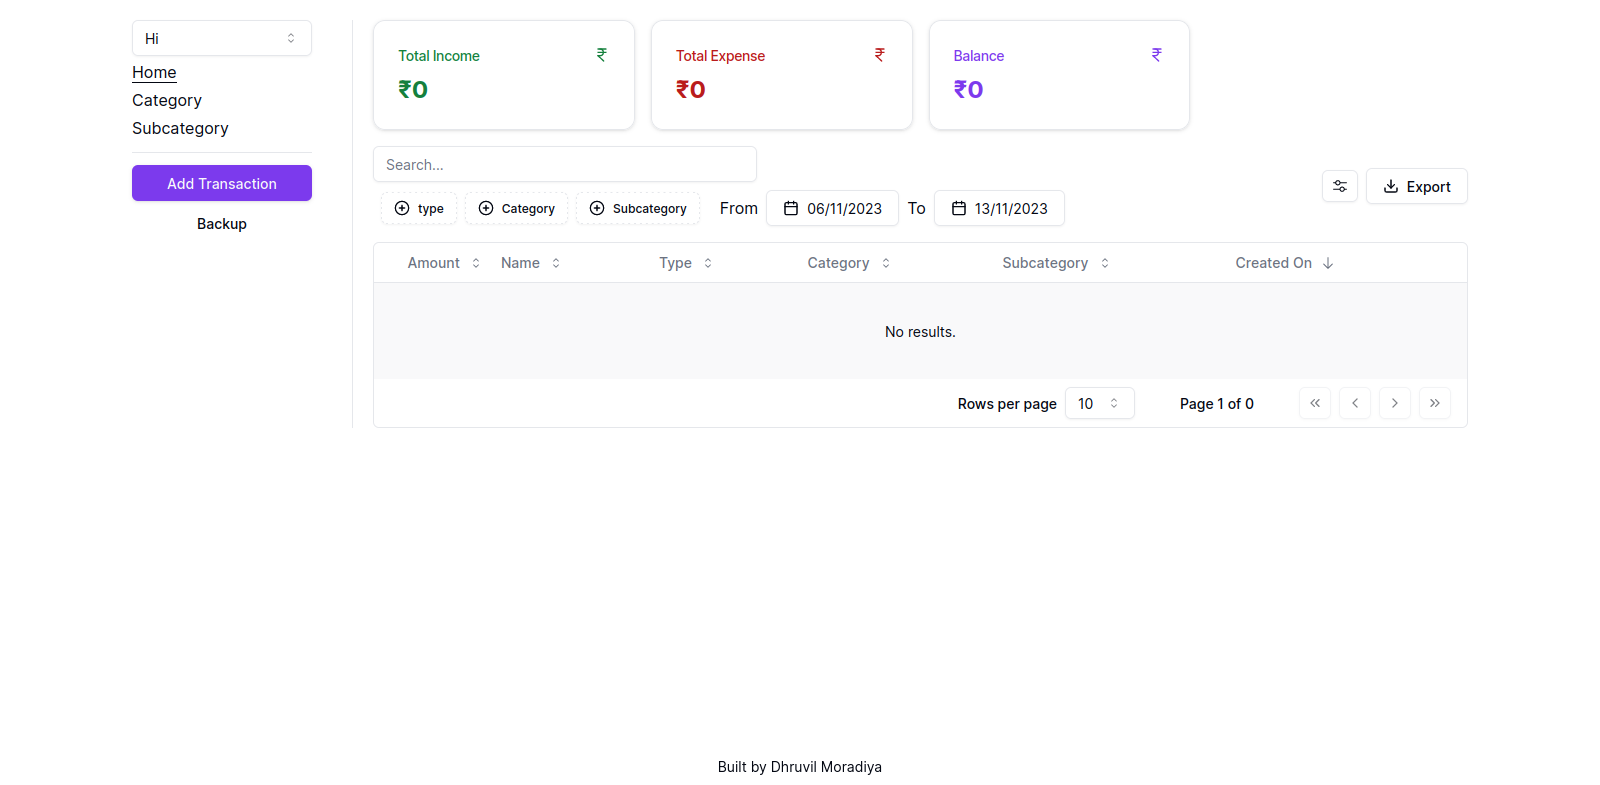 Hi
Home
Category
Subcategory
Add Transaction
Backup
Total Income ₹
₹0
Total Expense ₹
₹0
Balance ₹
₹0
Search...
type Category Subcategory From 06/11/2023 To 13/11/2023
Export
Amount Name Type Category Subcategory Created On
No results.
Rows per page 10 Page 1 of 0
Built by Dhruvil Moradiya